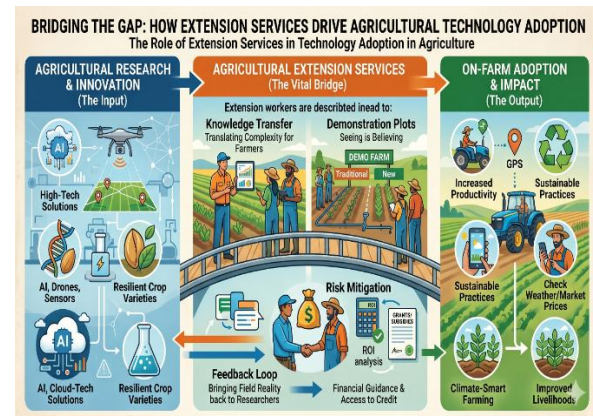 BRIDGING THE GAP: HOW EXTENSION SERVICES DRIVE AGRICULTURAL TECHNOLOGY ADOPTION
The Role of Extension Services in Technology Adoption in Agriculture
AGRICULTURAL RESEARCH
& INNOVATION
(The Input)
AI
High-Tech
Solutions
AI, Drones,
Sensors
Resilient Crop
Varieties
AI
AI, Cloud-Tech
Solutions
Resilient Crop
Varieties
AGRICULTURAL EXTENSION SERVICES
(The Vital Bridge)
Extension workers are describted inead to:
Knowledge Transfer
Translating Complexity for
Farmers
Demonstration Plots
Seeing is Believing
DEMO FARM
Traditional
New
Risk Mitigation
ROI
ROI
analysis
GRANTS/
SUBSIDIES
Feedback Loop
Bringing Field Reality
back to Researchers
Financial Guidance &
Access to Credit
ON-FARM ADOPTION
& IMPACT
(The Output)
GPS
Increased
Productivity
Sustainable
Practices
Sustainable
Practices
Check
Weather/Market
Prices
Climate-Smart
Farming
Improved
Livelihoods